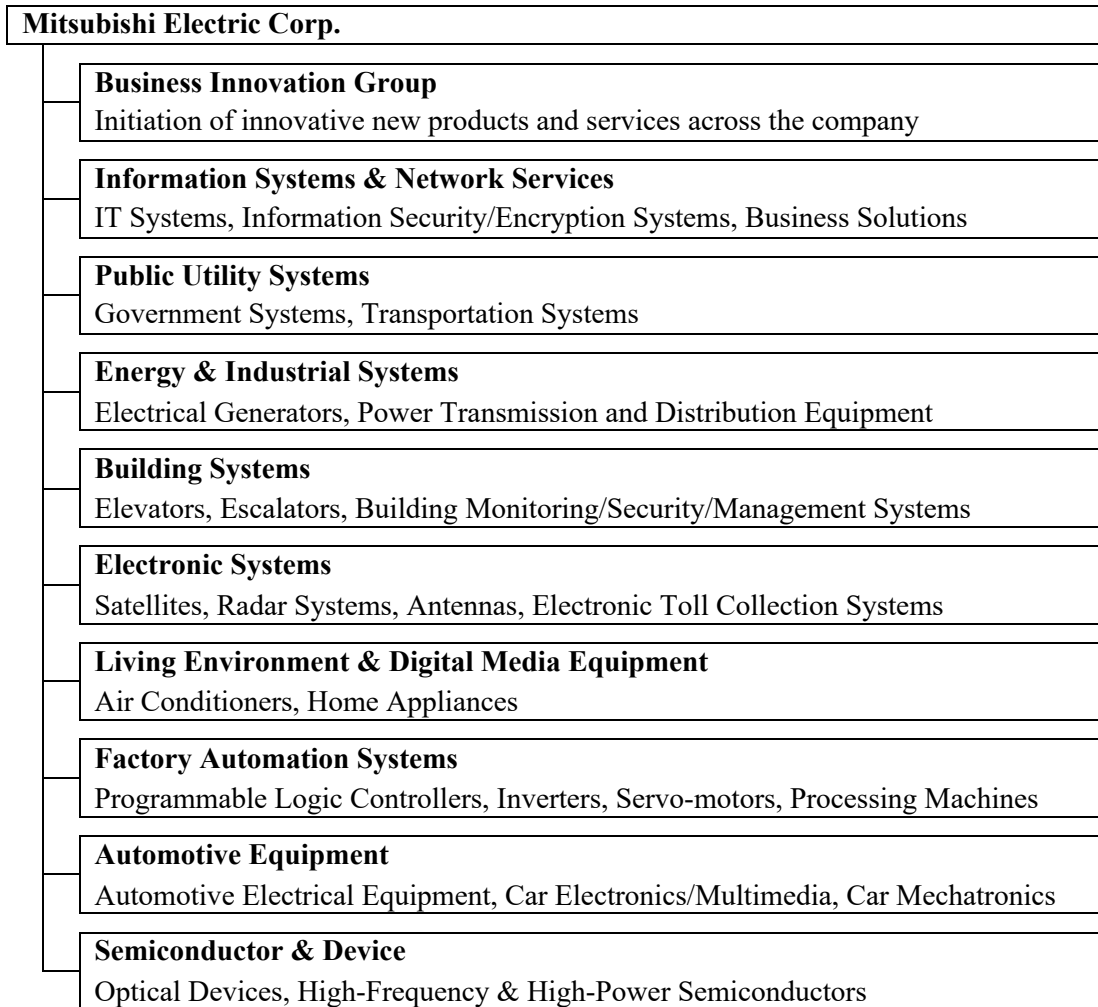 Mitsubishi Electric Corp.
Business Innovation Group
Initiation of innovative new products and services across the company
Information Systems & Network Services
IT Systems, Information Security/Encryption Systems, Business Solutions
Public Utility Systems
Government Systems, Transportation Systems
Energy & Industrial Systems
Electrical Generators, Power Transmission and Distribution Equipment
Building Systems
Elevators, Escalators, Building Monitoring/Security/Management Systems
Electronic Systems
Satellites, Radar Systems, Antennas, Electronic Toll Collection Systems
Living Environment & Digital Media Equipment
Air Conditioners, Home Appliances
Factory Automation Systems
Programmable Logic Controllers, Inverters, Servo-motors, Processing Machines
Automotive Equipment
Automotive Electrical Equipment, Car Electronics/Multimedia, Car Mechatronics
Semiconductor & Device
Optical Devices, High-Frequency & High-Power Semiconductors